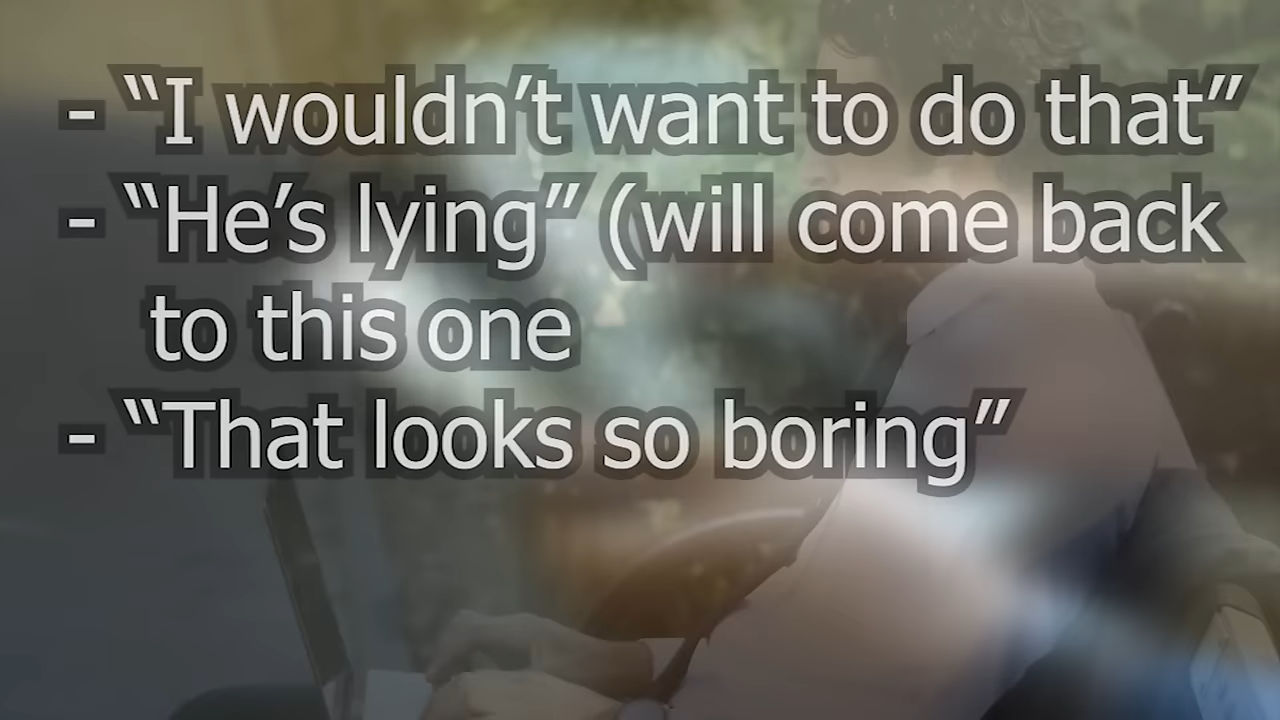 - “I wouldn’t want to do that”
- “He’s lying” (will come back
to this one
- “That looks so boring”